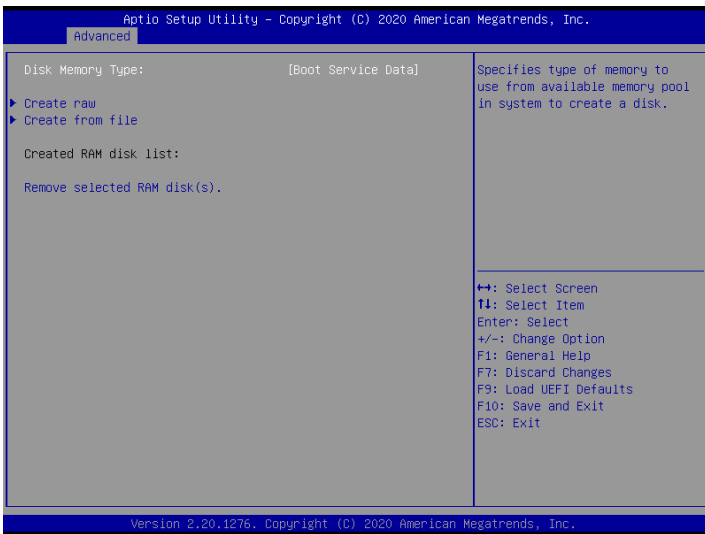 Aptio Setup Utility – Copyright (C) 2020 American Megatrends, Inc.
Advanced
Disk Memory Type: [Boot Service Data]
Create raw
Create from file
Created RAM disk list:
Remove selected RAM disk(s).
Specifies type of memory to
use from available memory pool
in system to create a disk.
↔: Select Screen
↑↓: Select Item
Enter: Select
+/-: Change Option
F1: General Help
F7: Discard Changes
F9: Load UEFI Defaults
F10: Save and Exit
ESC: Exit
Version 2.20.1276. Copyright (C) 2020 American Megatrends, Inc.